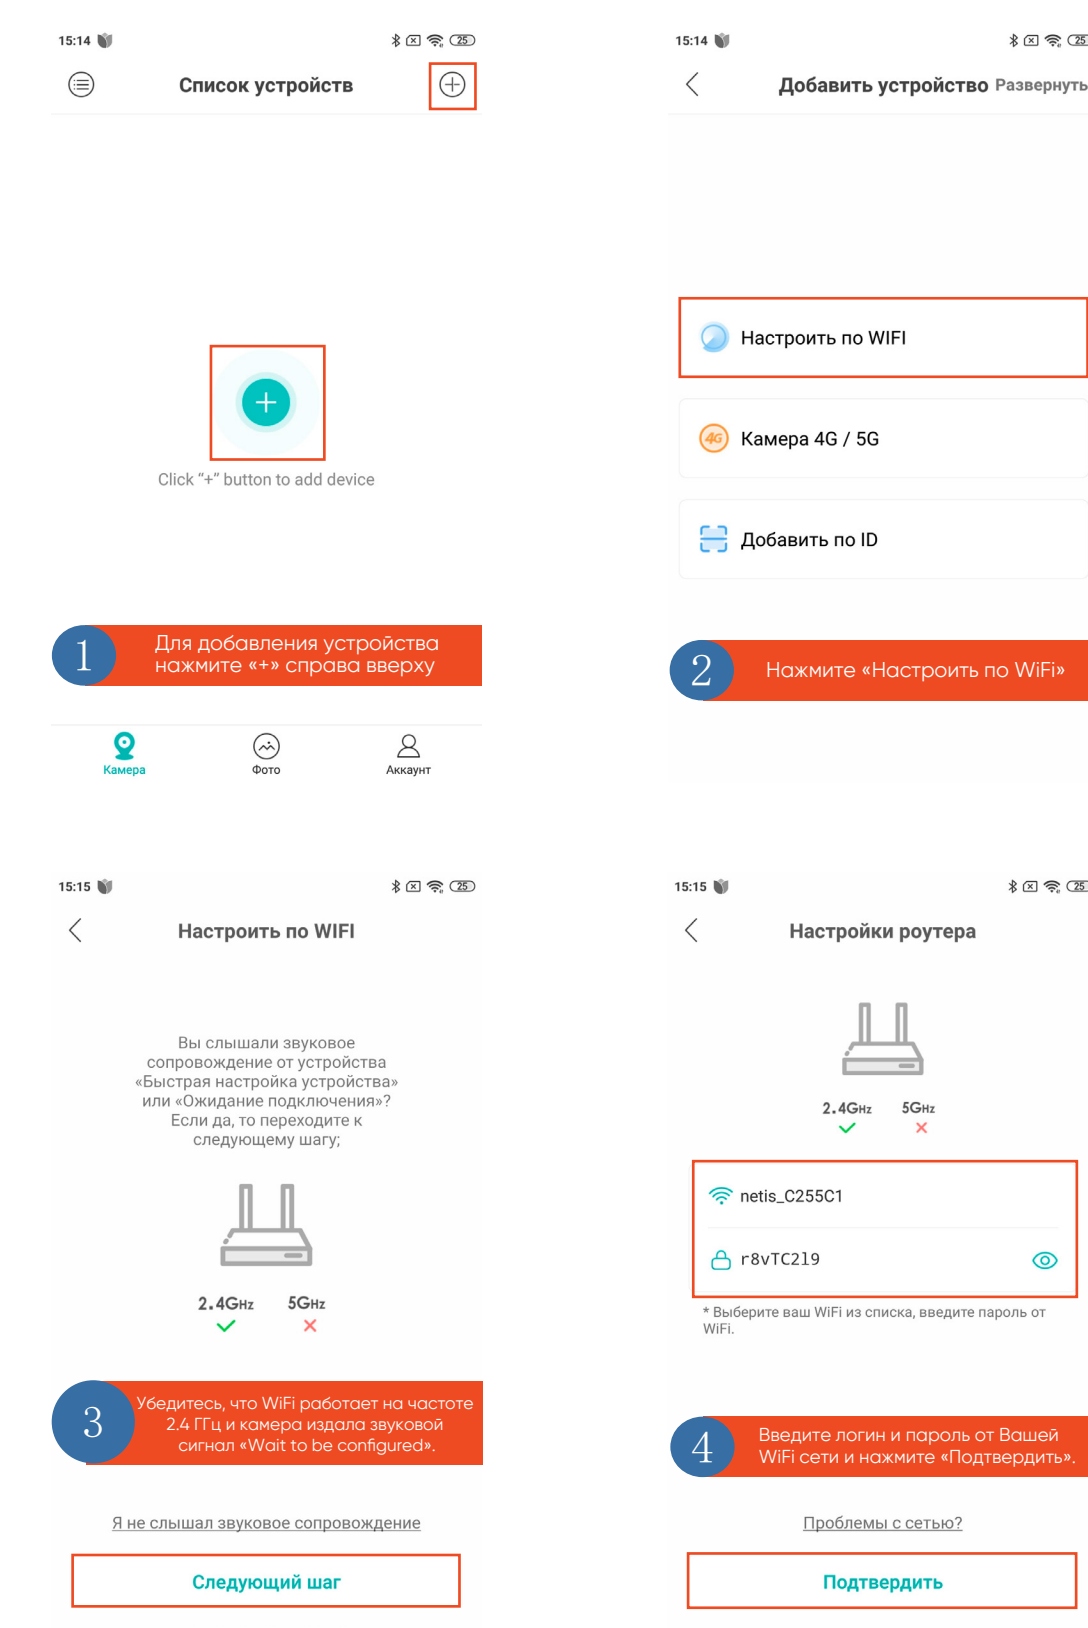 15:14
25
Список устройств
Click “+” button to add device
1
Для добавления устройства
нажмите «+» справа вверху
Камера
Фото
Аккаунт
15:14
25
Добавить устройство
Развернуть
Настроить по WIFI
4G
Камера 4G / 5G
Добавить по ID
2
Нажмите «Настроить по WiFi»
15:15
25
Настроить по WIFI
Вы слышали звуковое
сопровождение от устройства
«Быстрая настройка устройства»
или «Ожидание подключения»?
Если да, то переходите к
следующему шагу;
2.4GHz 5GHz
3
Убедитесь, что WiFi работает на частоте
2.4 ГГц и камера издала звуковой
сигнал «Wait to be configured».
Я не слышал звуковое сопровождение
Следующий шаг
15:15
25
Настройки роутера
2.4GHz 5GHz
netis_C255C1
r8vTC2l9
* Выберите ваш WiFi из списка, введите пароль от
WiFi.
4
Введите логин и пароль от Вашей
WiFi сети и нажмите «Подтвердить».
Проблемы с сетью?
Подтвердить